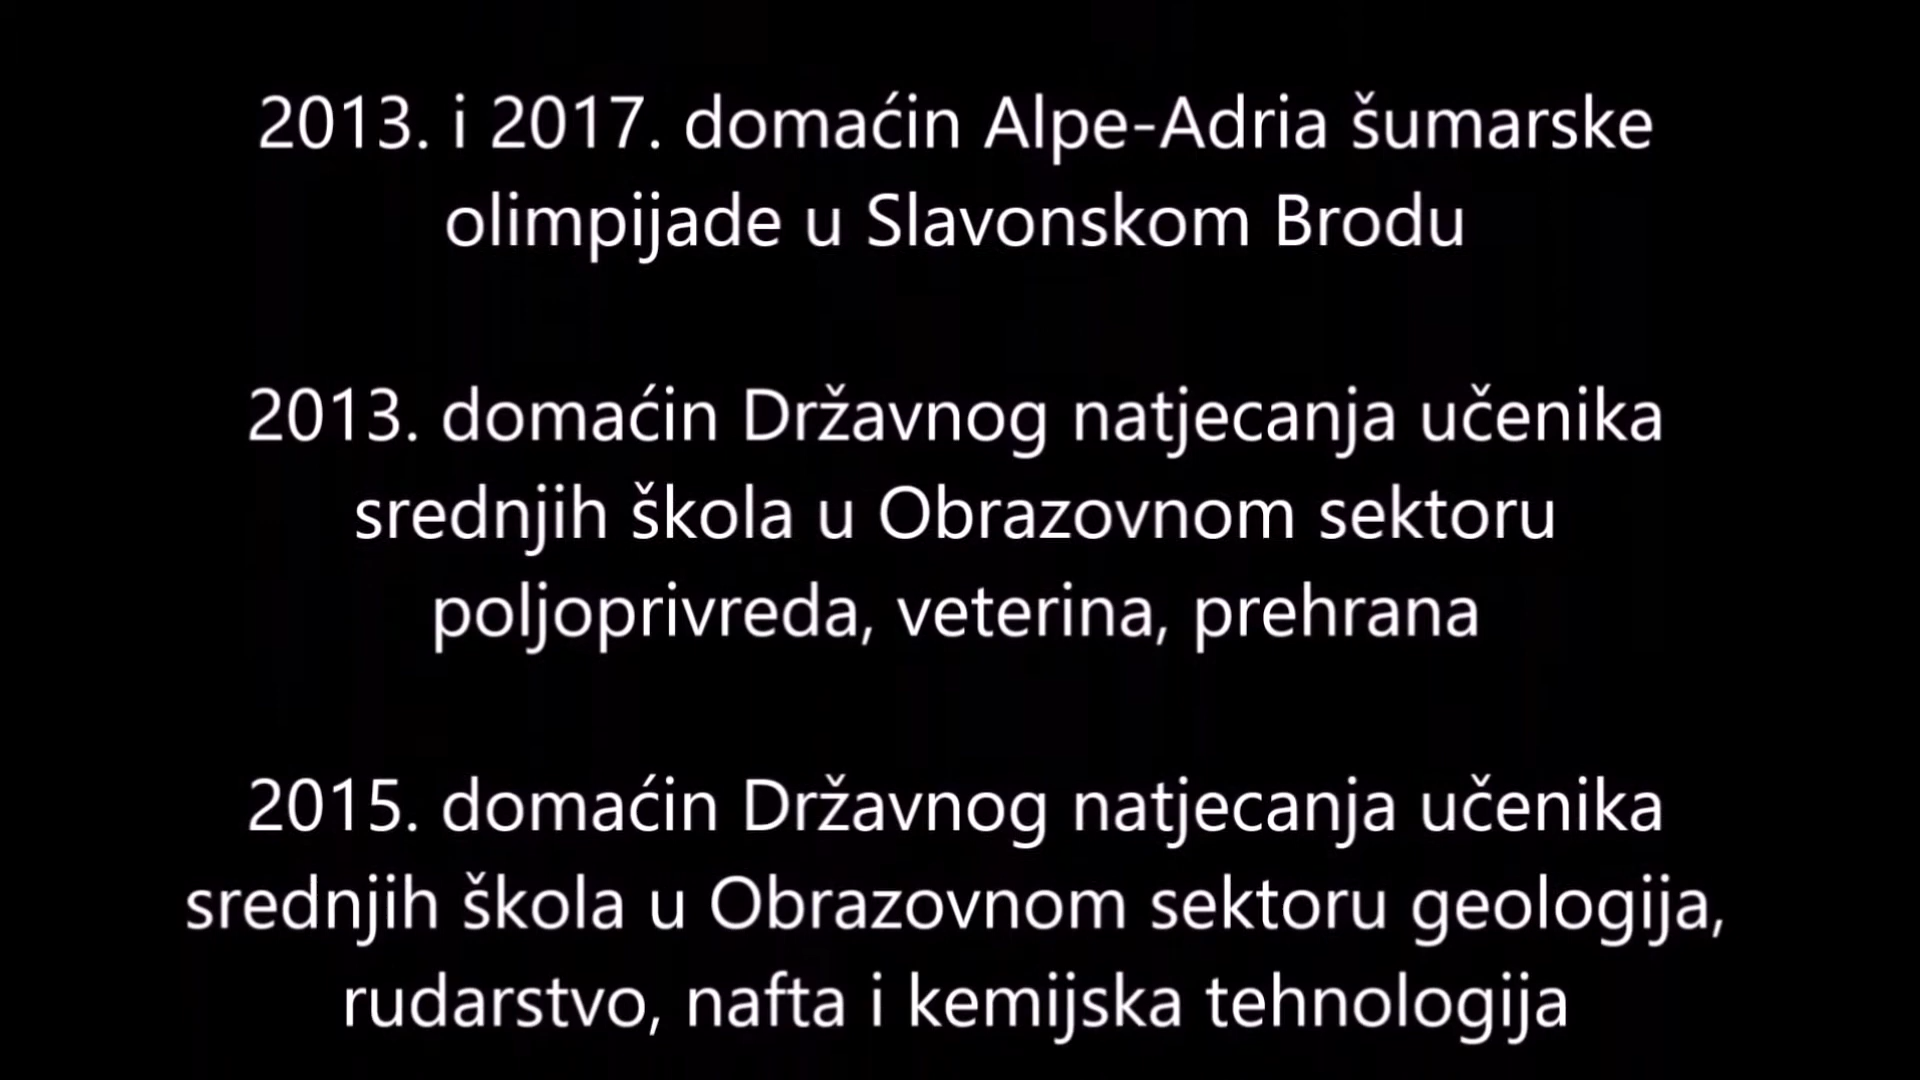 2013. i 2017. domaćin Alpe-Adria šumarske
olimpijade u Slavonskom Brodu
2013. domaćin Državnog natjecanja učenika
srednjih škola u Obrazovnom sektoru
poljoprivreda, veterina, prehrana
2015. domaćin Državnog natjecanja učenika
srednjih škola u Obrazovnom sektoru geologija,
rudarstvo, nafta i kemijska tehnologija